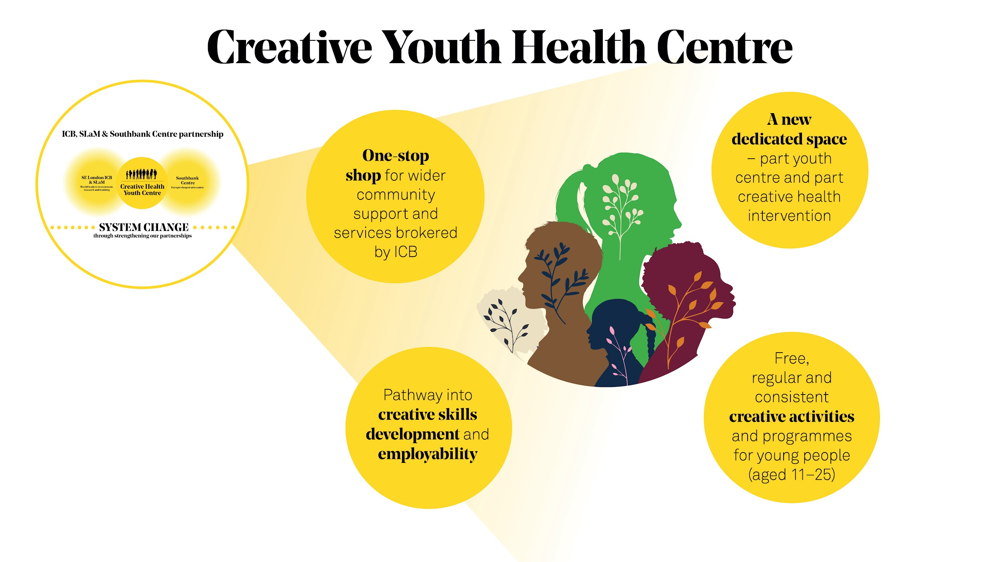 Creative Youth Health Centre
ICB, SLaM & Southbank Centre partnership
SE London ICB
& SLaM
World leaders in treatment,
research and training
Creative Health
Youth Centre
Southbank
Centre
Europe's largest arts centre
SYSTEM CHANGE
through strengthening our partnerships
One-stop
shop for wider
community
support and
services brokered
by ICB
A new
dedicated space
– part youth
centre and part
creative health
intervention
Pathway into
creative skills
development and
employability
Free,
regular and
consistent
creative activities
and programmes
for young people
(aged 11–25)